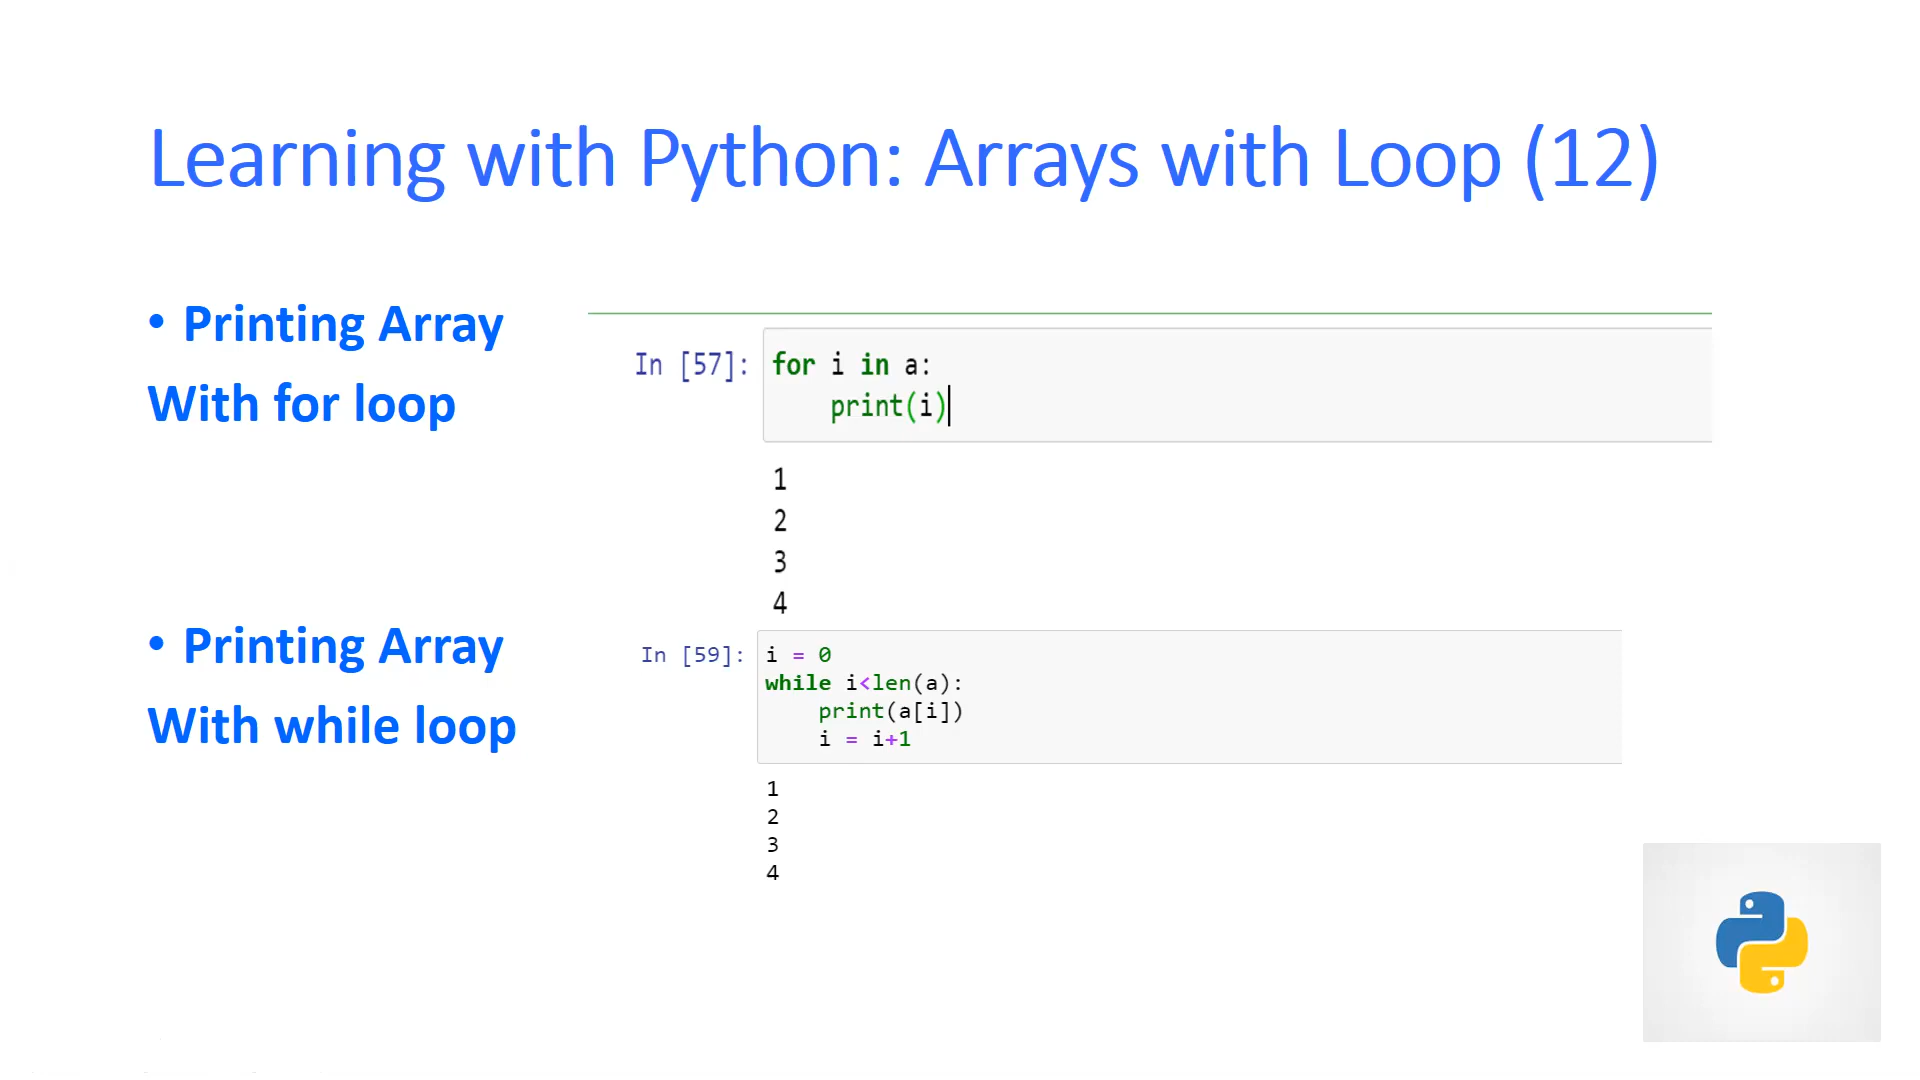 Learning with Python: Arrays with Loop (12)
• Printing Array
With for loop
In [57]: for i in a:
    print(i)
1
2
3
4
• Printing Array
With while loop
In [59]: i = 0
while i<len(a):
    print(a[i])
    i = i+1
1
2
3
4